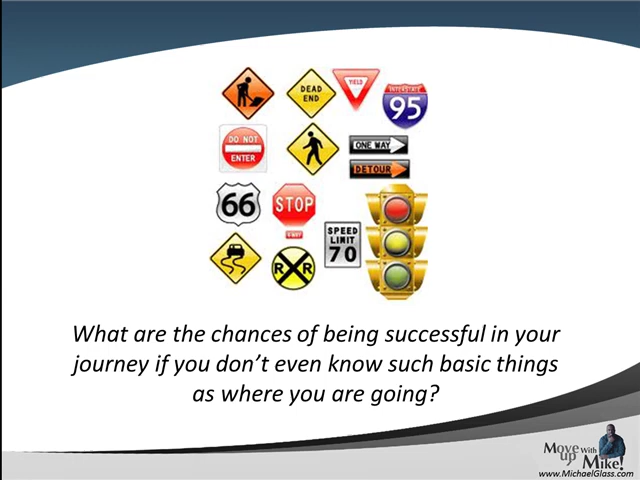 DEAD
END
YIELD
INTERSTATE
95
DO NOT
ENTER
ONE WAY
DETOUR
66
STOP
4-WAY
SPEED
LIMIT
70
R R
What are the chances of being successful in your
journey if you don't even know such basic things
as where you are going?
Move With
up Mike!
www.MichaelGlass.com